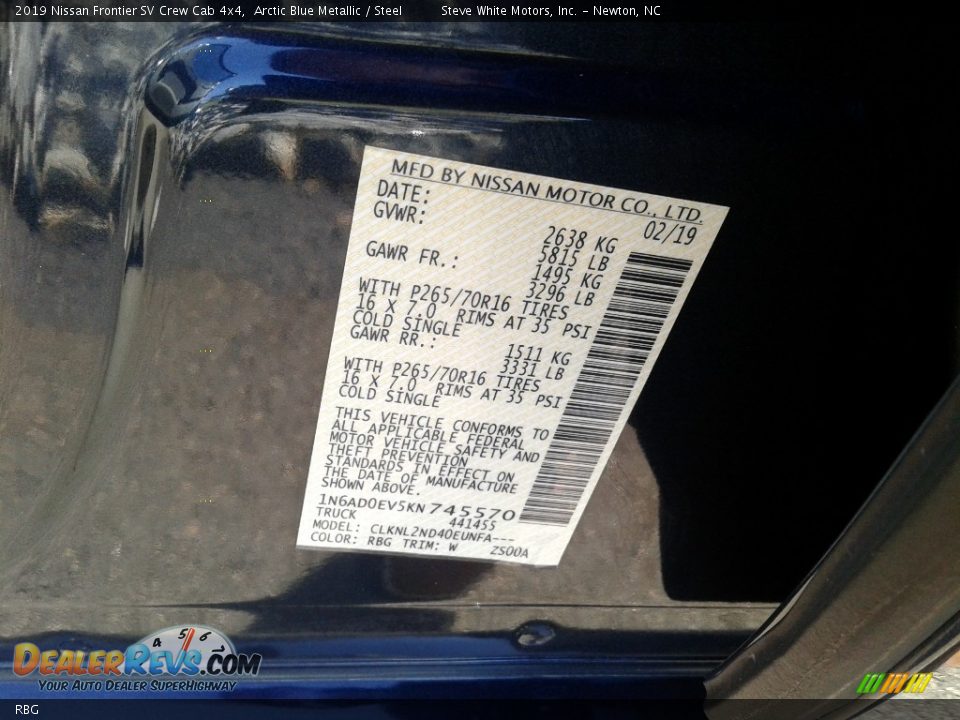 2019 Nissan Frontier SV Crew Cab 4x4, Arctic Blue Metallic / Steel Steve White Motors, Inc. – Newton, NC
MFD BY NISSAN MOTOR CO., LTD.
DATE: 02/19
GVWR: 2638 KG
5815 LB
GAWR FR.: 1495 KG
3296 LB
WITH P265/70R16 TIRES
16 X 7.0 RIMS AT 35 PSI
COLD SINGLE
GAWR RR.: 1511 KG
3331 LB
WITH P265/70R16 TIRES
16 X 7.0 RIMS AT 35 PSI
COLD SINGLE
THIS VEHICLE CONFORMS TO
ALL APPLICABLE FEDERAL
MOTOR VEHICLE SAFETY AND
THEFT PREVENTION
STANDARDS IN EFFECT ON
THE DATE OF MANUFACTURE
SHOWN ABOVE.
1N6AD0EV5KN745570
TRUCK 441455
MODEL: CLKNL2ND40EUNFA---
COLOR: RBG TRIM: W ZS00A
4 5 6
DEALERREVS.COM
YOUR AUTO DEALER SUPERHIGHWAY
RBG